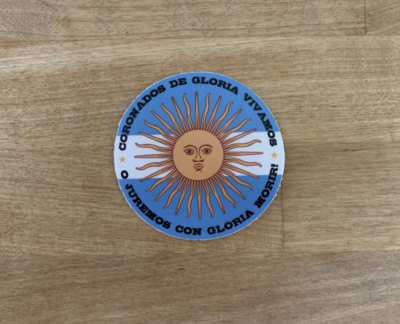 CORONADOS DE GLORIA VIVAMOS
O JUREMOS CON GLORIA MORIR!